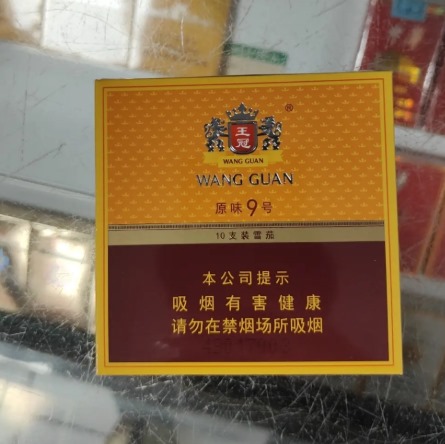 ®
王冠
WANG GUAN
WANG GUAN
原味9号
10支装雪茄
本公司提示
吸烟有害健康
请勿在禁烟场所吸烟